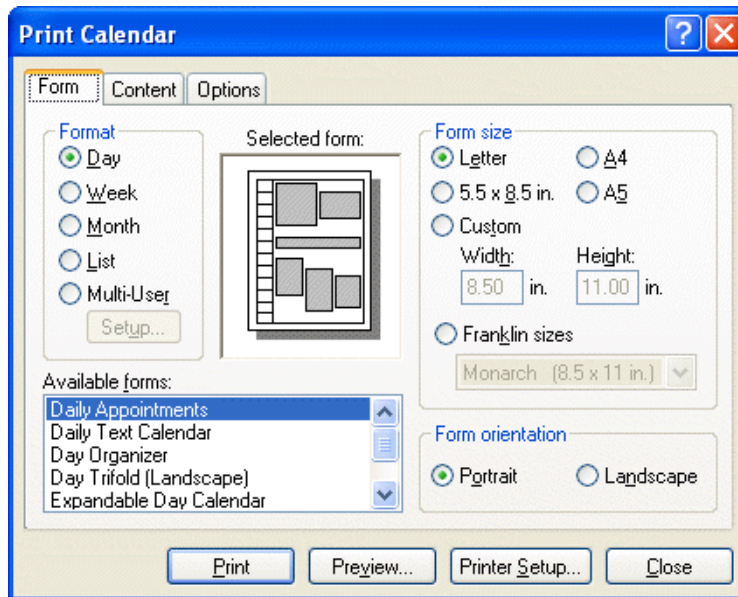 Print Calendar
Form Content Options
Format
Day
Week
Month
List
Multi-User
Setup...
Selected form:
Form size
Letter A4
5.5 x 8.5 in. A5
Custom
Width: Height:
8.50 in. 11.00 in.
Franklin sizes
Monarch (8.5 x 11 in.)
Available forms:
Daily Appointments
Daily Text Calendar
Day Organizer
Day Trifold (Landscape)
Expandable Day Calendar
Form orientation
Portrait Landscape
Print Preview... Printer Setup... Close